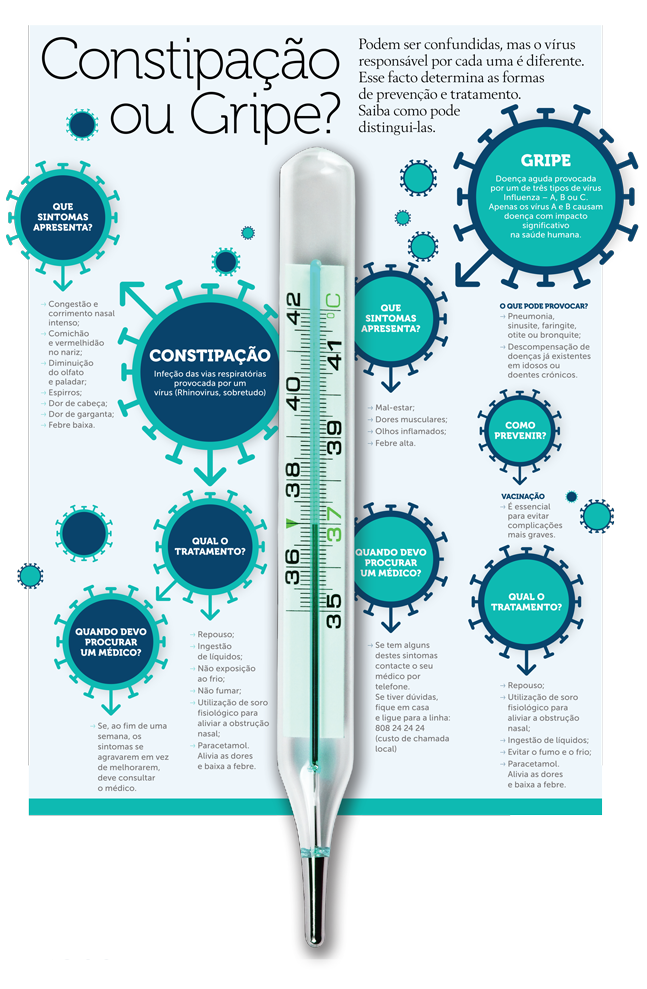 Constipação
ou Gripe?
Podem ser confundidas, mas o vírus
responsável por cada uma é diferente.
Esse facto determina as formas
de prevenção e tratamento.
Saiba como pode
distingui-las.
QUE
SINTOMAS
APRESENTA?
→ Congestão e
corrimento nasal
intenso;
→ Comichão
e vermelhidão
no nariz;
→ Diminuição
do olfato
e paladar;
→ Espirros;
→ Dor de cabeça;
→ Dor de garganta;
→ Febre baixa.
CONSTIPAÇÃO
Infeção das vias respiratórias
provocada por um
vírus (Rhinovirus, sobretudo)
QUAL O
TRATAMENTO?
→ Repouso;
→ Ingestão
de líquidos;
→ Não exposição
ao frio;
→ Não fumar;
→ Utilização de soro
fisiológico para
aliviar a obstrução
nasal;
→ Paracetamol.
Alivia as dores
e baixa a febre.
QUANDO DEVO
PROCURAR
UM MÉDICO?
→ Se, ao fim de uma
semana, os
sintomas se
agravarem em vez
de melhorarem,
deve consultar
o médico.
°C
42
41
40
39
38
37
36
35
GRIPE
Doença aguda provocada
por um de três tipos de vírus
Influenza – A, B ou C.
Apenas os vírus A e B causam
doença com impacto
significativo
na saúde humana.
QUE
SINTOMAS
APRESENTA?
→ Mal-estar;
→ Dores musculares;
→ Olhos inflamados;
→ Febre alta.
O QUE PODE PROVOCAR?
→ Pneumonia,
sinusite, faringite,
otite ou bronquite;
→ Descompensação de
doenças já existentes
em idosos ou
doentes crónicos.
COMO
PREVENIR?
VACINAÇÃO
→ É essencial
para evitar
complicações
mais graves.
QUANDO DEVO
PROCURAR
UM MÉDICO?
→ Se tem alguns
destes sintomas
contacte o seu
médico por
telefone.
Se tiver dúvidas,
fique em casa
e ligue para a linha:
808 24 24 24
(custo de chamada
local)
QUAL O
TRATAMENTO?
→ Repouso;
→ Utilização de soro
fisiológico para
aliviar a obstrução
nasal;
→ Ingestão de líquidos;
→ Evitar o fumo e o frio;
→ Paracetamol.
Alivia as dores
e baixa a febre.